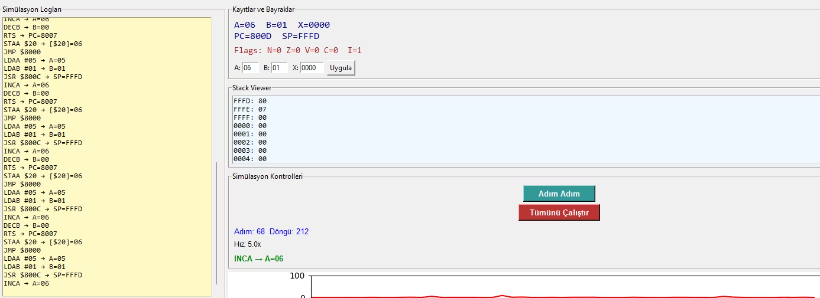 Simülasyon Logları
INCA → A=06
DECB → B=00
RTS → PC=8007
STAA $20 → [$20]=06
JMP $8000
LDAA #05 → A=05
LDAB #01 → B=01
JSR $800C → SP=FFFD
INCA → A=06
DECB → B=00
RTS → PC=8007
STAA $20 → [$20]=06
JMP $8000
LDAA #05 → A=05
LDAB #01 → B=01
JSR $800C → SP=FFFD
INCA → A=06
DECB → B=00
RTS → PC=8007
STAA $20 → [$20]=06
JMP $8000
LDAA #05 → A=05
LDAB #01 → B=01
JSR $800C → SP=FFFD
INCA → A=06
DECB → B=00
RTS → PC=8007
STAA $20 → [$20]=06
JMP $8000
LDAA #05 → A=05
LDAB #01 → B=01
JSR $800C → SP=FFFD
INCA → A=06
Kayıtlar ve Bayraklar
A=06 B=01 X=0000
PC=800D SP=FFFD
Flags: N=0 Z=0 V=0 C=0 I=1
A: 06 B: 01 X: 0000 Uygula
Stack Viewer
FFFD: 80
FFFE: 07
FFFF: 00
0000: 00
0001: 00
0002: 00
0003: 00
0004: 00
Simülasyon Kontrolleri
Adım Adım
Tümünü Çalıştır
Adım: 68 Döngü: 212
Hız: 5.0x
INCA → A=06
100
0